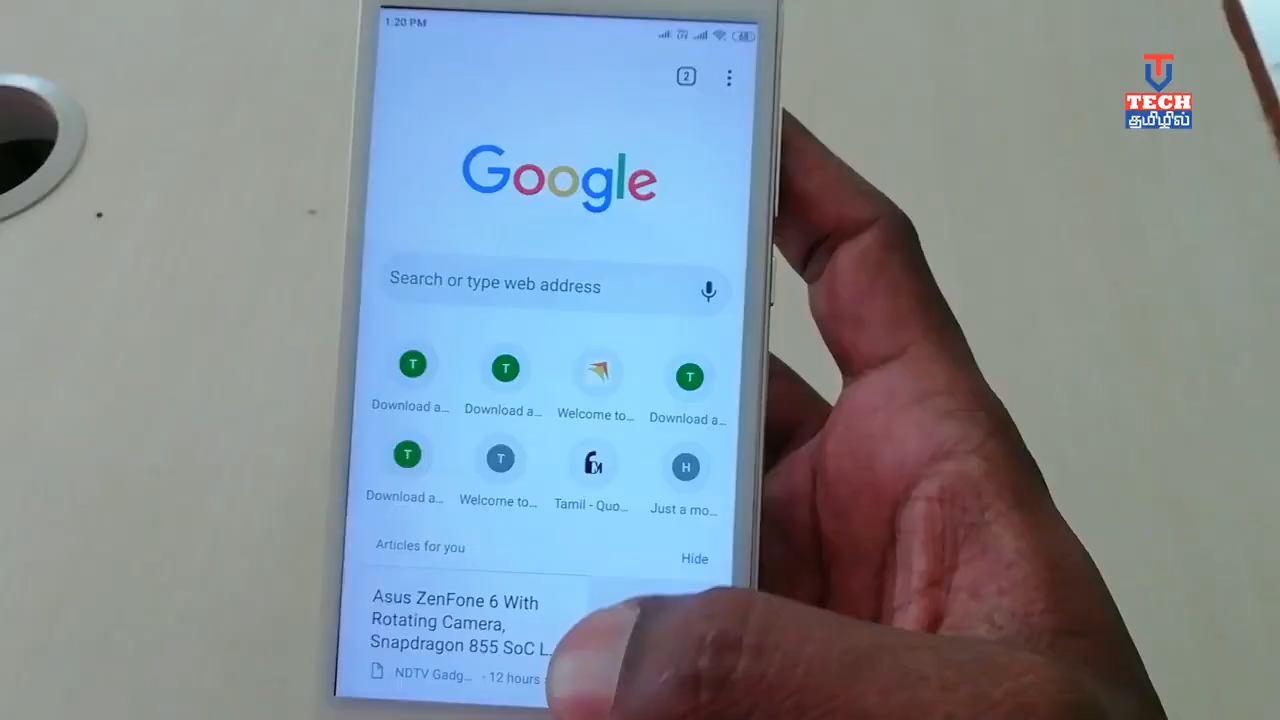 1:20 PM
68
2
TECH
தமிழில்
Google
Search or type web address
T
T
T
Download a...
Download a...
Welcome to...
Download a...
T
T
H
Download a...
Welcome to...
Tamil - Quo...
Just a mo...
Articles for you
Hide
Asus ZenFone 6 With
Rotating Camera,
Snapdragon 855 SoC L...
NDTV Gadg... · 12 hours